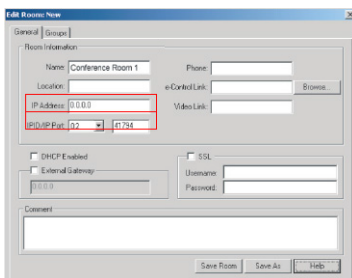 Edit Room: New
General Groups
Room Information
Name: Conference Room 1 Phone:
Location: e-Control Link: Browse...
IP Address: 0.0.0.0 Video Link:
IPID/IP Port: 02 41794
DHCP Enabled SSL
External Gateway Username:
0.0.0.0 Password:
Comment
Save Room Save As Help